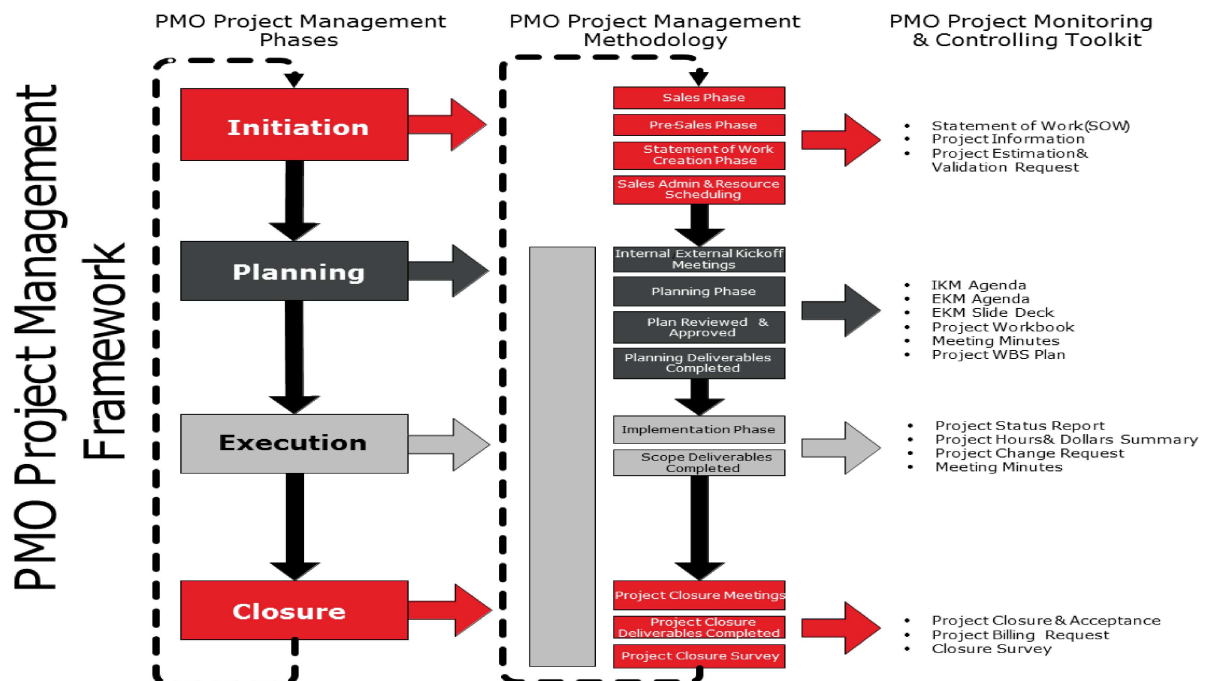 PMO Project Management
Framework
PMO Project Management
Phases
Initiation
Planning
Execution
Closure
PMO Project Management
Methodology
Sales Phase
Pre-Sales Phase
Statement of Work
Creation Phase
Sales Admin & Resource
Scheduling
Internal External Kickoff
Meetings
Planning Phase
Plan Reviewed &
Approved
Planning Deliverables
Completed
Implementation Phase
Scope Deliverables
Completed
Project Closure Meetings
Project Closure
Deliverables Completed
Project Closure Survey
PMO Project Monitoring
& Controlling Toolkit
• Statement of Work(SOW)
• Project Information
• Project Estimation&
Validation Request
• IKM Agenda
• EKM Agenda
• EKM Slide Deck
• Project Workbook
• Meeting Minutes
• Project WBS Plan
• Project Status Report
• Project Hours& Dollars Summary
• Project Change Request
• Meeting Minutes
• Project Closure & Acceptance
• Project Billing Request
• Closure Survey